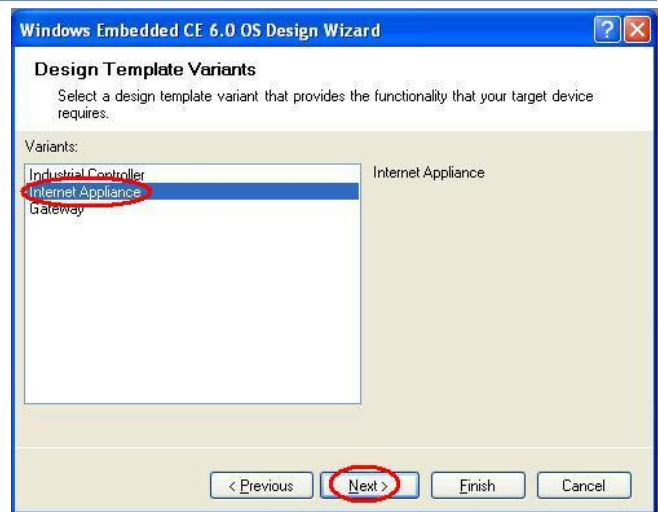 Windows Embedded CE 6.0 OS Design Wizard
Design Template Variants
Select a design template variant that provides the functionality that your target device
requires.
Variants:
Industrial Controller
Internet Appliance
Gateway
Internet Appliance
< Previous
Next >
Finish
Cancel